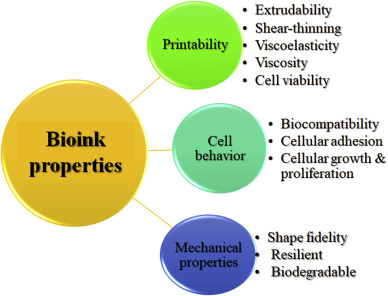 Bioink
properties
Printability
• Extrudability
• Shear-thinning
• Viscoelasticity
• Viscosity
• Cell viability
Cell
behavior
• Biocompatibility
• Cellular adhesion
• Cellular growth &
proliferation
Mechanical
properties
• Shape fidelity
• Resilient
• Biodegradable